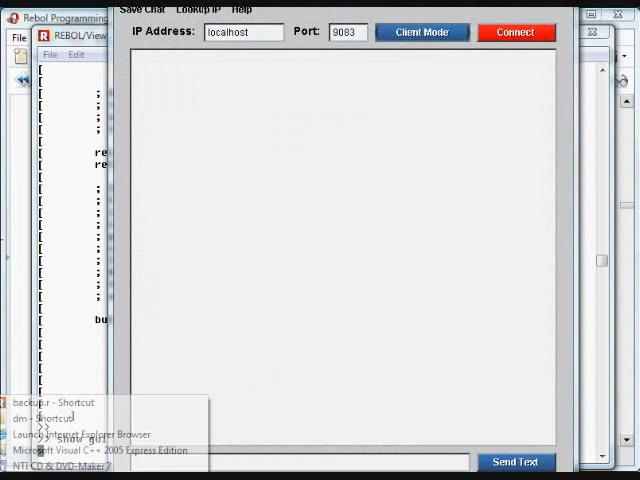 Save Chat Lookup IP Help
Rebol Programming
IP Address: localhost Port: 9083 Client Mode Connect
REBOL/View
File
File Edit
[
[
[ ;
[ ;
[ ;
[ ;
[
[ re
[ re
[
[ ;
[ ;
[ ;
[ ;
[ ;
[ ;
[ ;
[ ;
[ ;
[ ;
[
[ bu
[
[
[
[
[
[
backup.r - Shortcut
dm - Shortcut
[ ]
>>
Launch Internet Explorer Browser
>> show gui
Microsoft Visual C++ 2005 Express Edition
Send Text
NTI CD & DVD-Maker 7